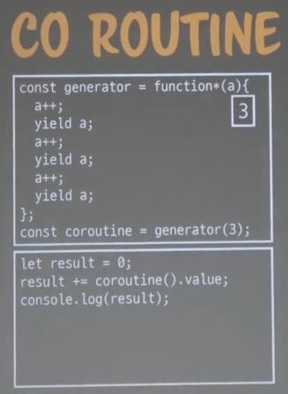 CO ROUTINE
const generator = function*(a){
3
a++;
yield a;
a++;
yield a;
a++;
yield a;
};
const coroutine = generator(3);
let result = 0;
result += coroutine().value;
console.log(result);